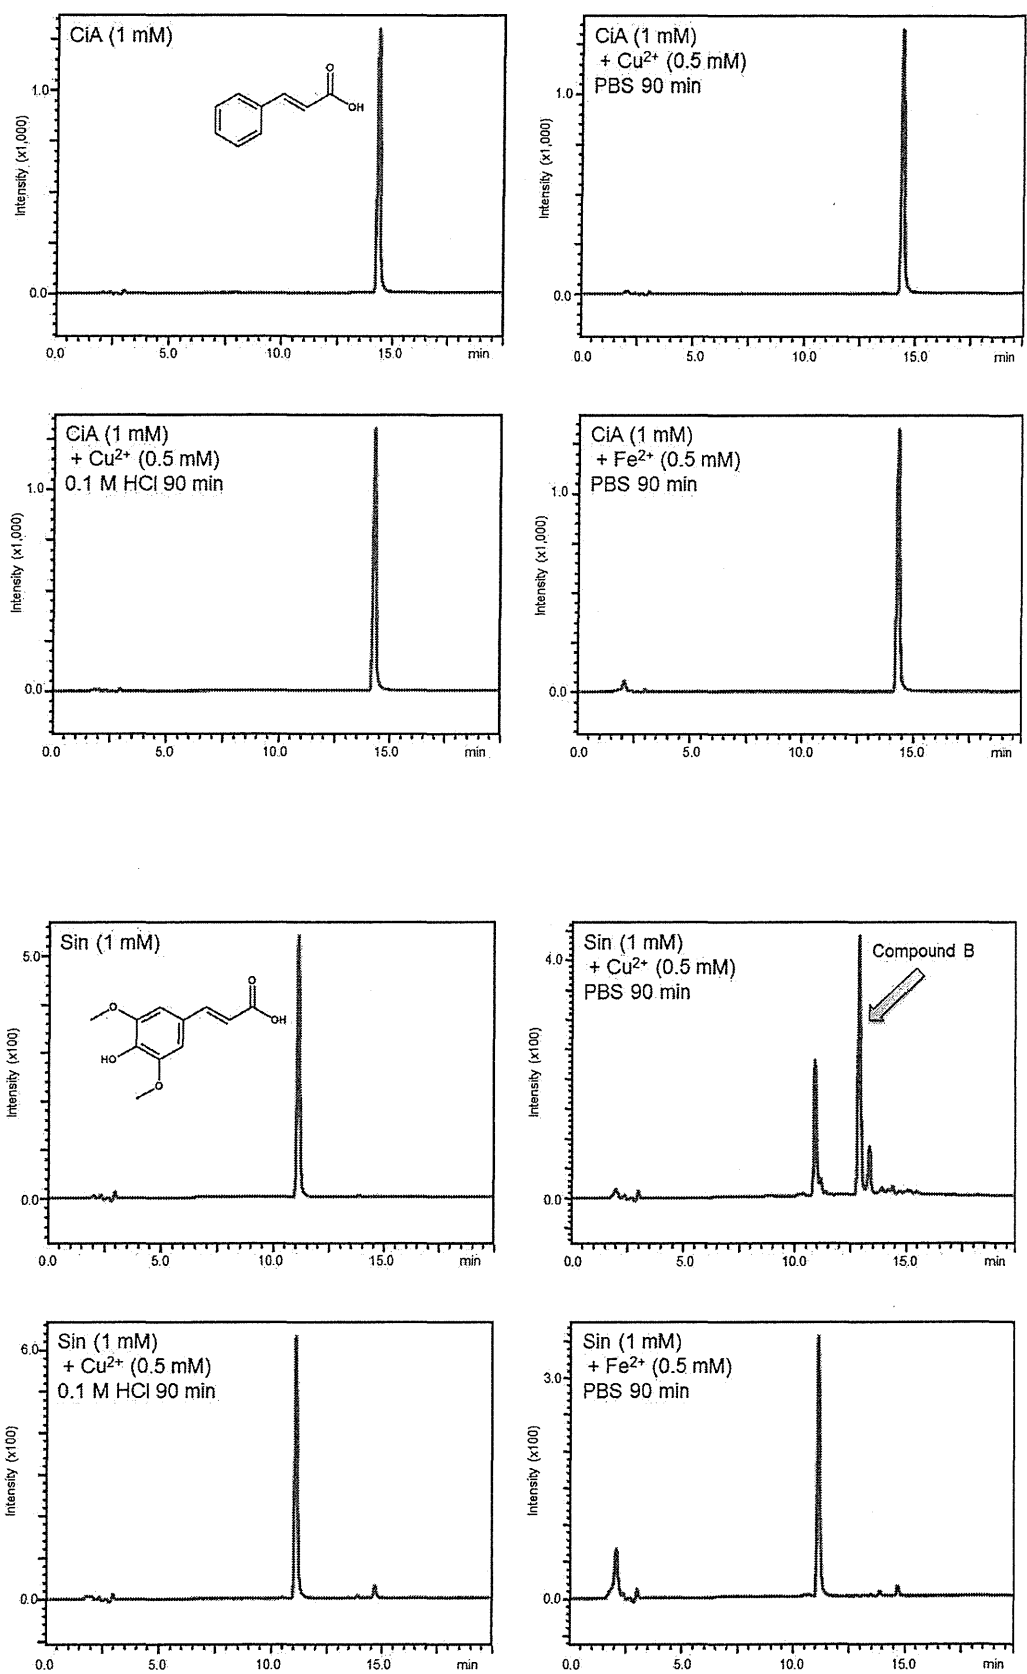 CiA (1 mM)
1.0
0.0
Intensity (x1,000)
O
OH
0.0 5.0 10.0 15.0 min
CiA (1 mM)
+ Cu²⁺ (0.5 mM)
PBS 90 min
1.0
0.0
Intensity (x1,000)
0.0 5.0 10.0 15.0 min
CiA (1 mM)
+ Cu²⁺ (0.5 mM)
0.1 M HCl 90 min
1.0
0.0
Intensity (x1,000)
0.0 5.0 10.0 15.0 min
CiA (1 mM)
+ Fe²⁺ (0.5 mM)
PBS 90 min
1.0
0.0
Intensity (x1,000)
0.0 5.0 10.0 15.0 min
Sin (1 mM)
5.0
0.0
Intensity (x100)
O
O
OH
HO
O
0.0 5.0 10.0 15.0 min
Sin (1 mM)
+ Cu²⁺ (0.5 mM)
PBS 90 min
Compound B
4.0
0.0
Intensity (x100)
0.0 5.0 10.0 15.0 min
Sin (1 mM)
+ Cu²⁺ (0.5 mM)
0.1 M HCl 90 min
6.0
0.0
Intensity (x100)
0.0 5.0 10.0 15.0 min
Sin (1 mM)
+ Fe²⁺ (0.5 mM)
PBS 90 min
3.0
0.0
Intensity (x100)
0.0 5.0 10.0 15.0 min